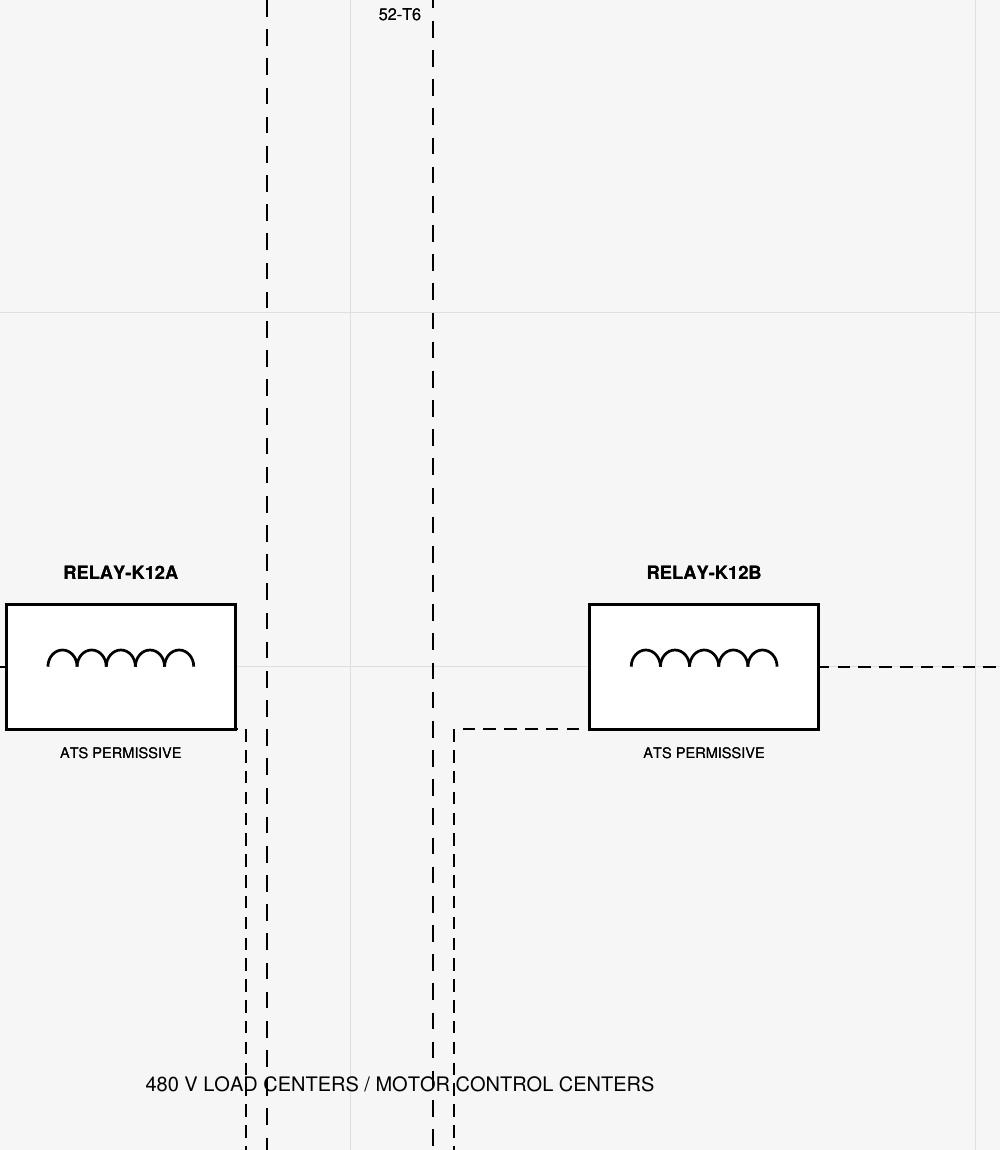 52-T6
RELAY-K12A
RELAY-K12B
ATS PERMISSIVE
ATS PERMISSIVE
480 V LOAD CENTERS / MOTOR CONTROL CENTERS